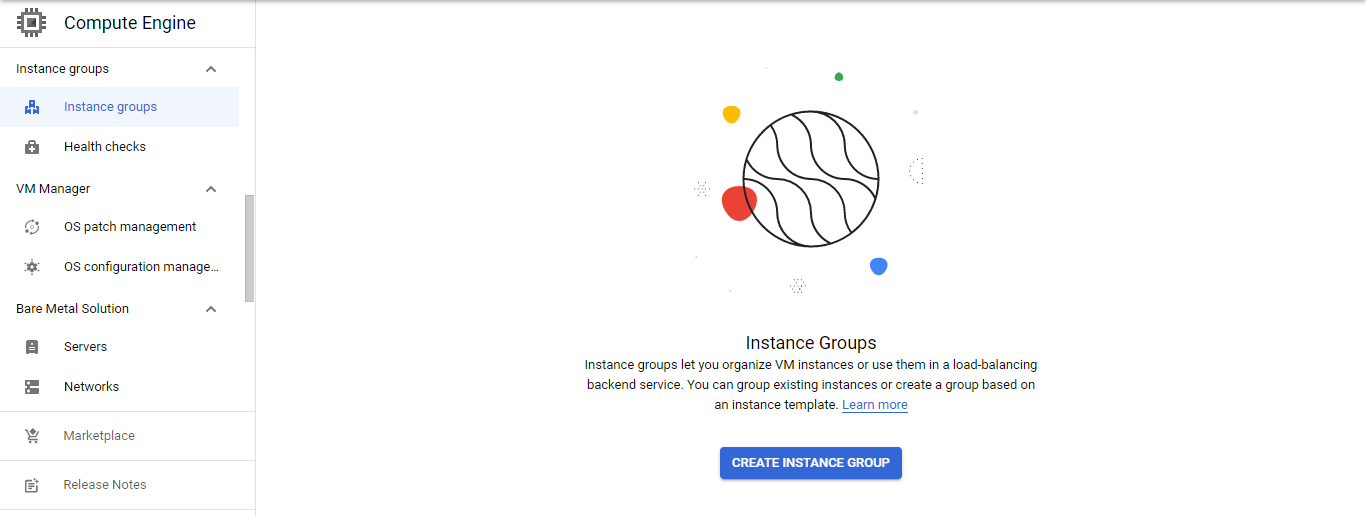 Compute Engine
Instance groups
Instance groups
Health checks
VM Manager
OS patch management
OS configuration manage...
Bare Metal Solution
Servers
Networks
Marketplace
Release Notes
Instance Groups
Instance groups let you organize VM instances or use them in a load-balancing
backend service. You can group existing instances or create a group based on
an instance template. Learn more
CREATE INSTANCE GROUP